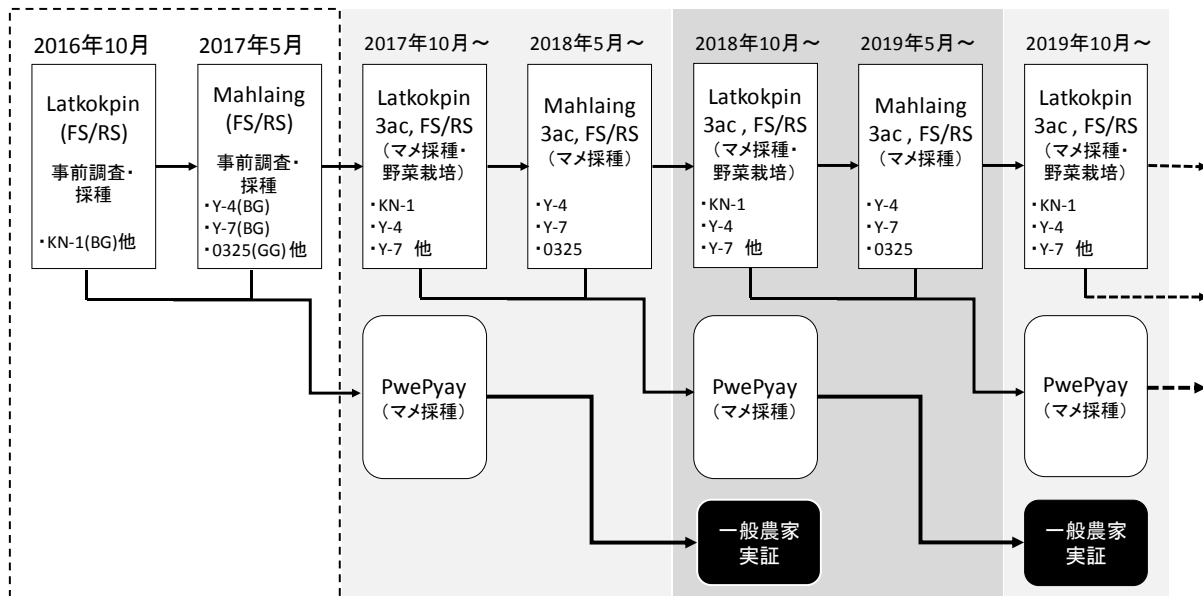 2016年10月
2017年5月
2017年10月～
2018年5月～
2018年10月～
2019年5月～
2019年10月～
Latkokpin
(FS/RS)
事前調査・
採種
・KN-1(BG)他
Mahlaing
(FS/RS)
事前調査・
採種
・Y-4(BG)
・Y-7(BG)
・0325(GG)他
Latkokpin
3ac, FS/RS
（マメ採種・
野菜栽培）
・KN-1
・Y-4
・Y-7 他
Mahlaing
3ac, FS/RS
（マメ採種）
・Y-4
・Y-7
・0325
Latkokpin
3ac , FS/RS
（マメ採種・
野菜栽培）
・KN-1
・Y-4
・Y-7 他
Mahlaing
3ac , FS/RS
（マメ採種）
・Y-4
・Y-7
・0325
Latkokpin
3ac , FS/RS
（マメ採種・
野菜栽培）
・KN-1
・Y-4
・Y-7 他
PwePyay
（マメ採種）
PwePyay
（マメ採種）
PwePyay
（マメ採種）
一般農家
実証
一般農家
実証